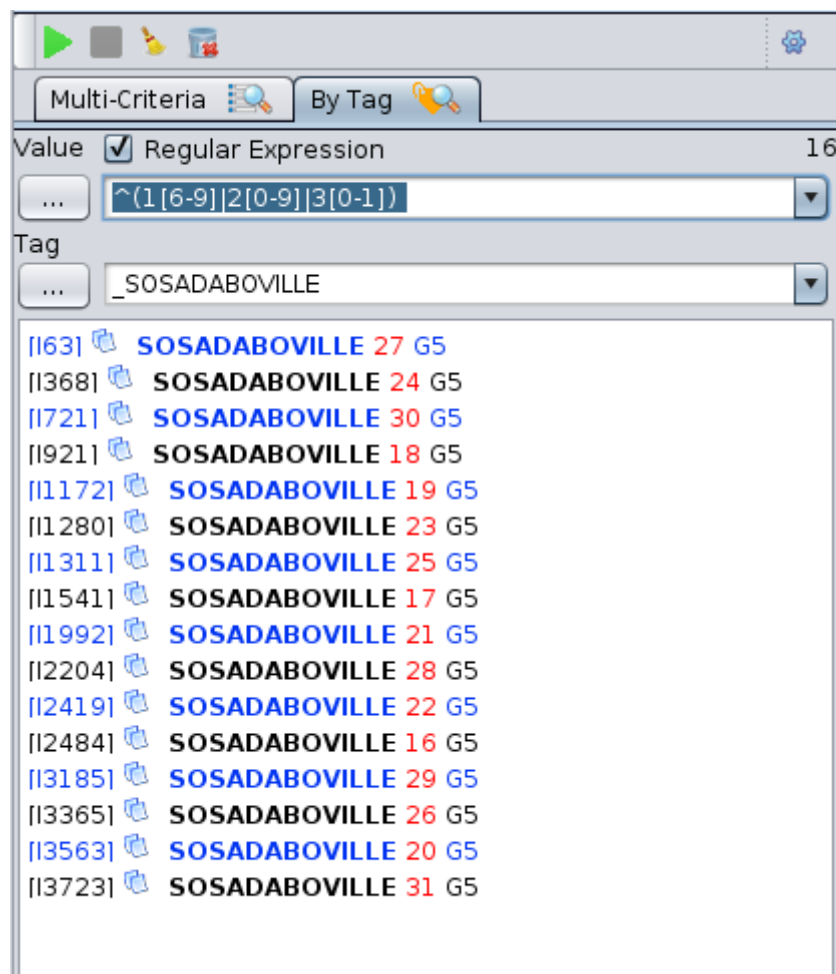 Multi-Criteria By Tag
Value Regular Expression 16
... ^(1[6-9]|2[0-9]|3[0-1])
Tag
... _SOSADABOVILLE
[I63] SOSADABOVILLE 27 G5
[I368] SOSADABOVILLE 24 G5
[I721] SOSADABOVILLE 30 G5
[I921] SOSADABOVILLE 18 G5
[I1172] SOSADABOVILLE 19 G5
[I1280] SOSADABOVILLE 23 G5
[I1311] SOSADABOVILLE 25 G5
[I1541] SOSADABOVILLE 17 G5
[I1992] SOSADABOVILLE 21 G5
[I2204] SOSADABOVILLE 28 G5
[I2419] SOSADABOVILLE 22 G5
[I2484] SOSADABOVILLE 16 G5
[I3185] SOSADABOVILLE 29 G5
[I3365] SOSADABOVILLE 26 G5
[I3563] SOSADABOVILLE 20 G5
[I3723] SOSADABOVILLE 31 G5